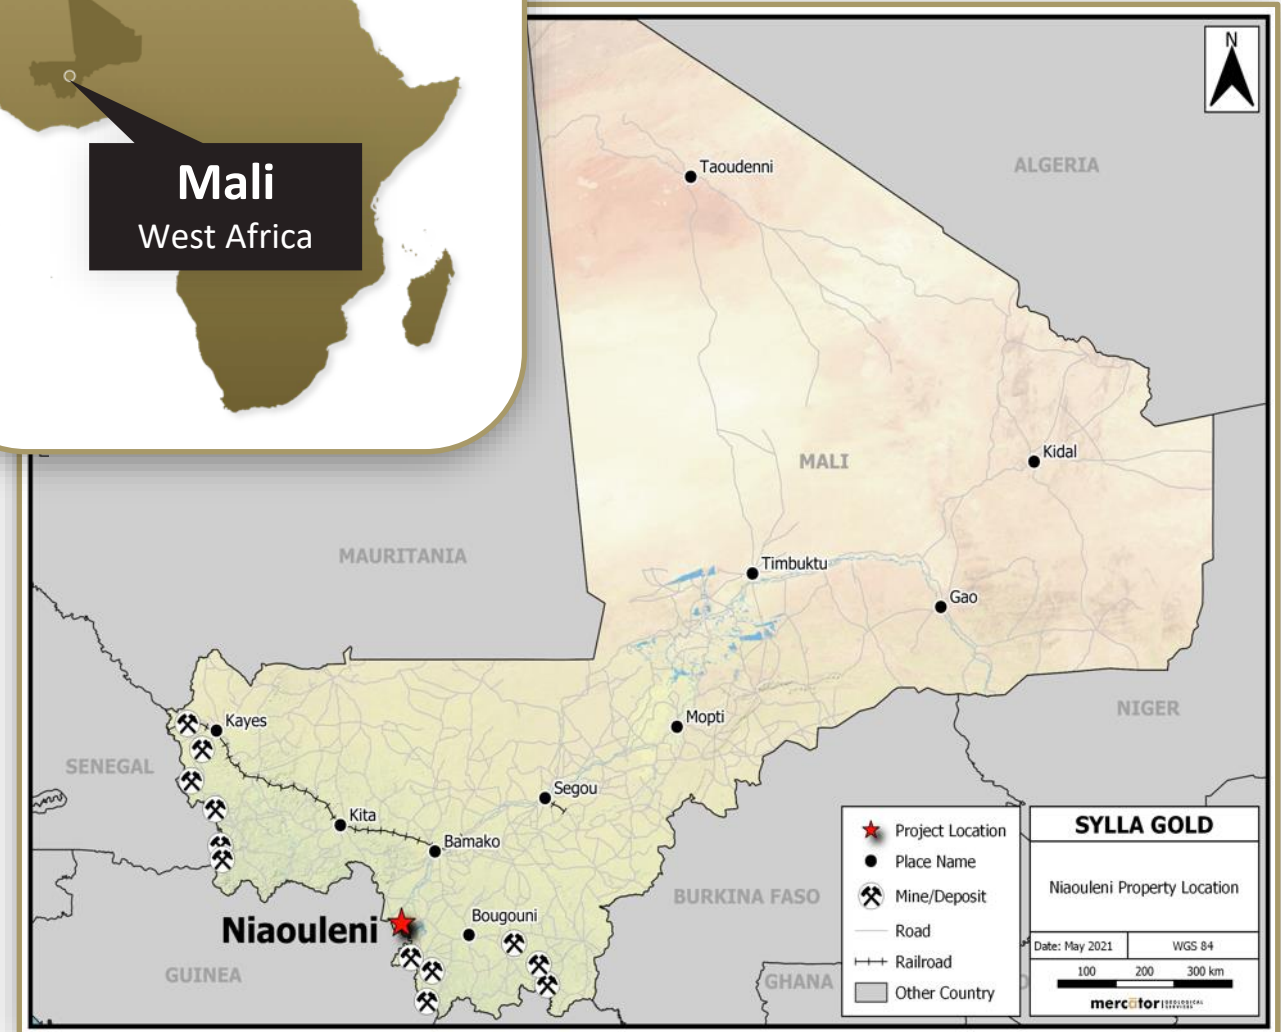 Mali
West Africa
N
Taoudenni
ALGERIA
Kidal
MALI
MAURITANIA
Timbuktu
Gao
NIGER
Mopti
Kayes
SENEGAL
Segou
Kita
Bamako
BURKINA FASO
Bougouni
Niaouleni
GUINEA
GHANA
Project Location
Place Name
Mine/Deposit
Road
Railroad
Other Country
SYLLA GOLD
Niaouleni Property Location
Date: May 2021
WGS 84
100 200 300 km
mercator GEOLOGICAL SERVICES